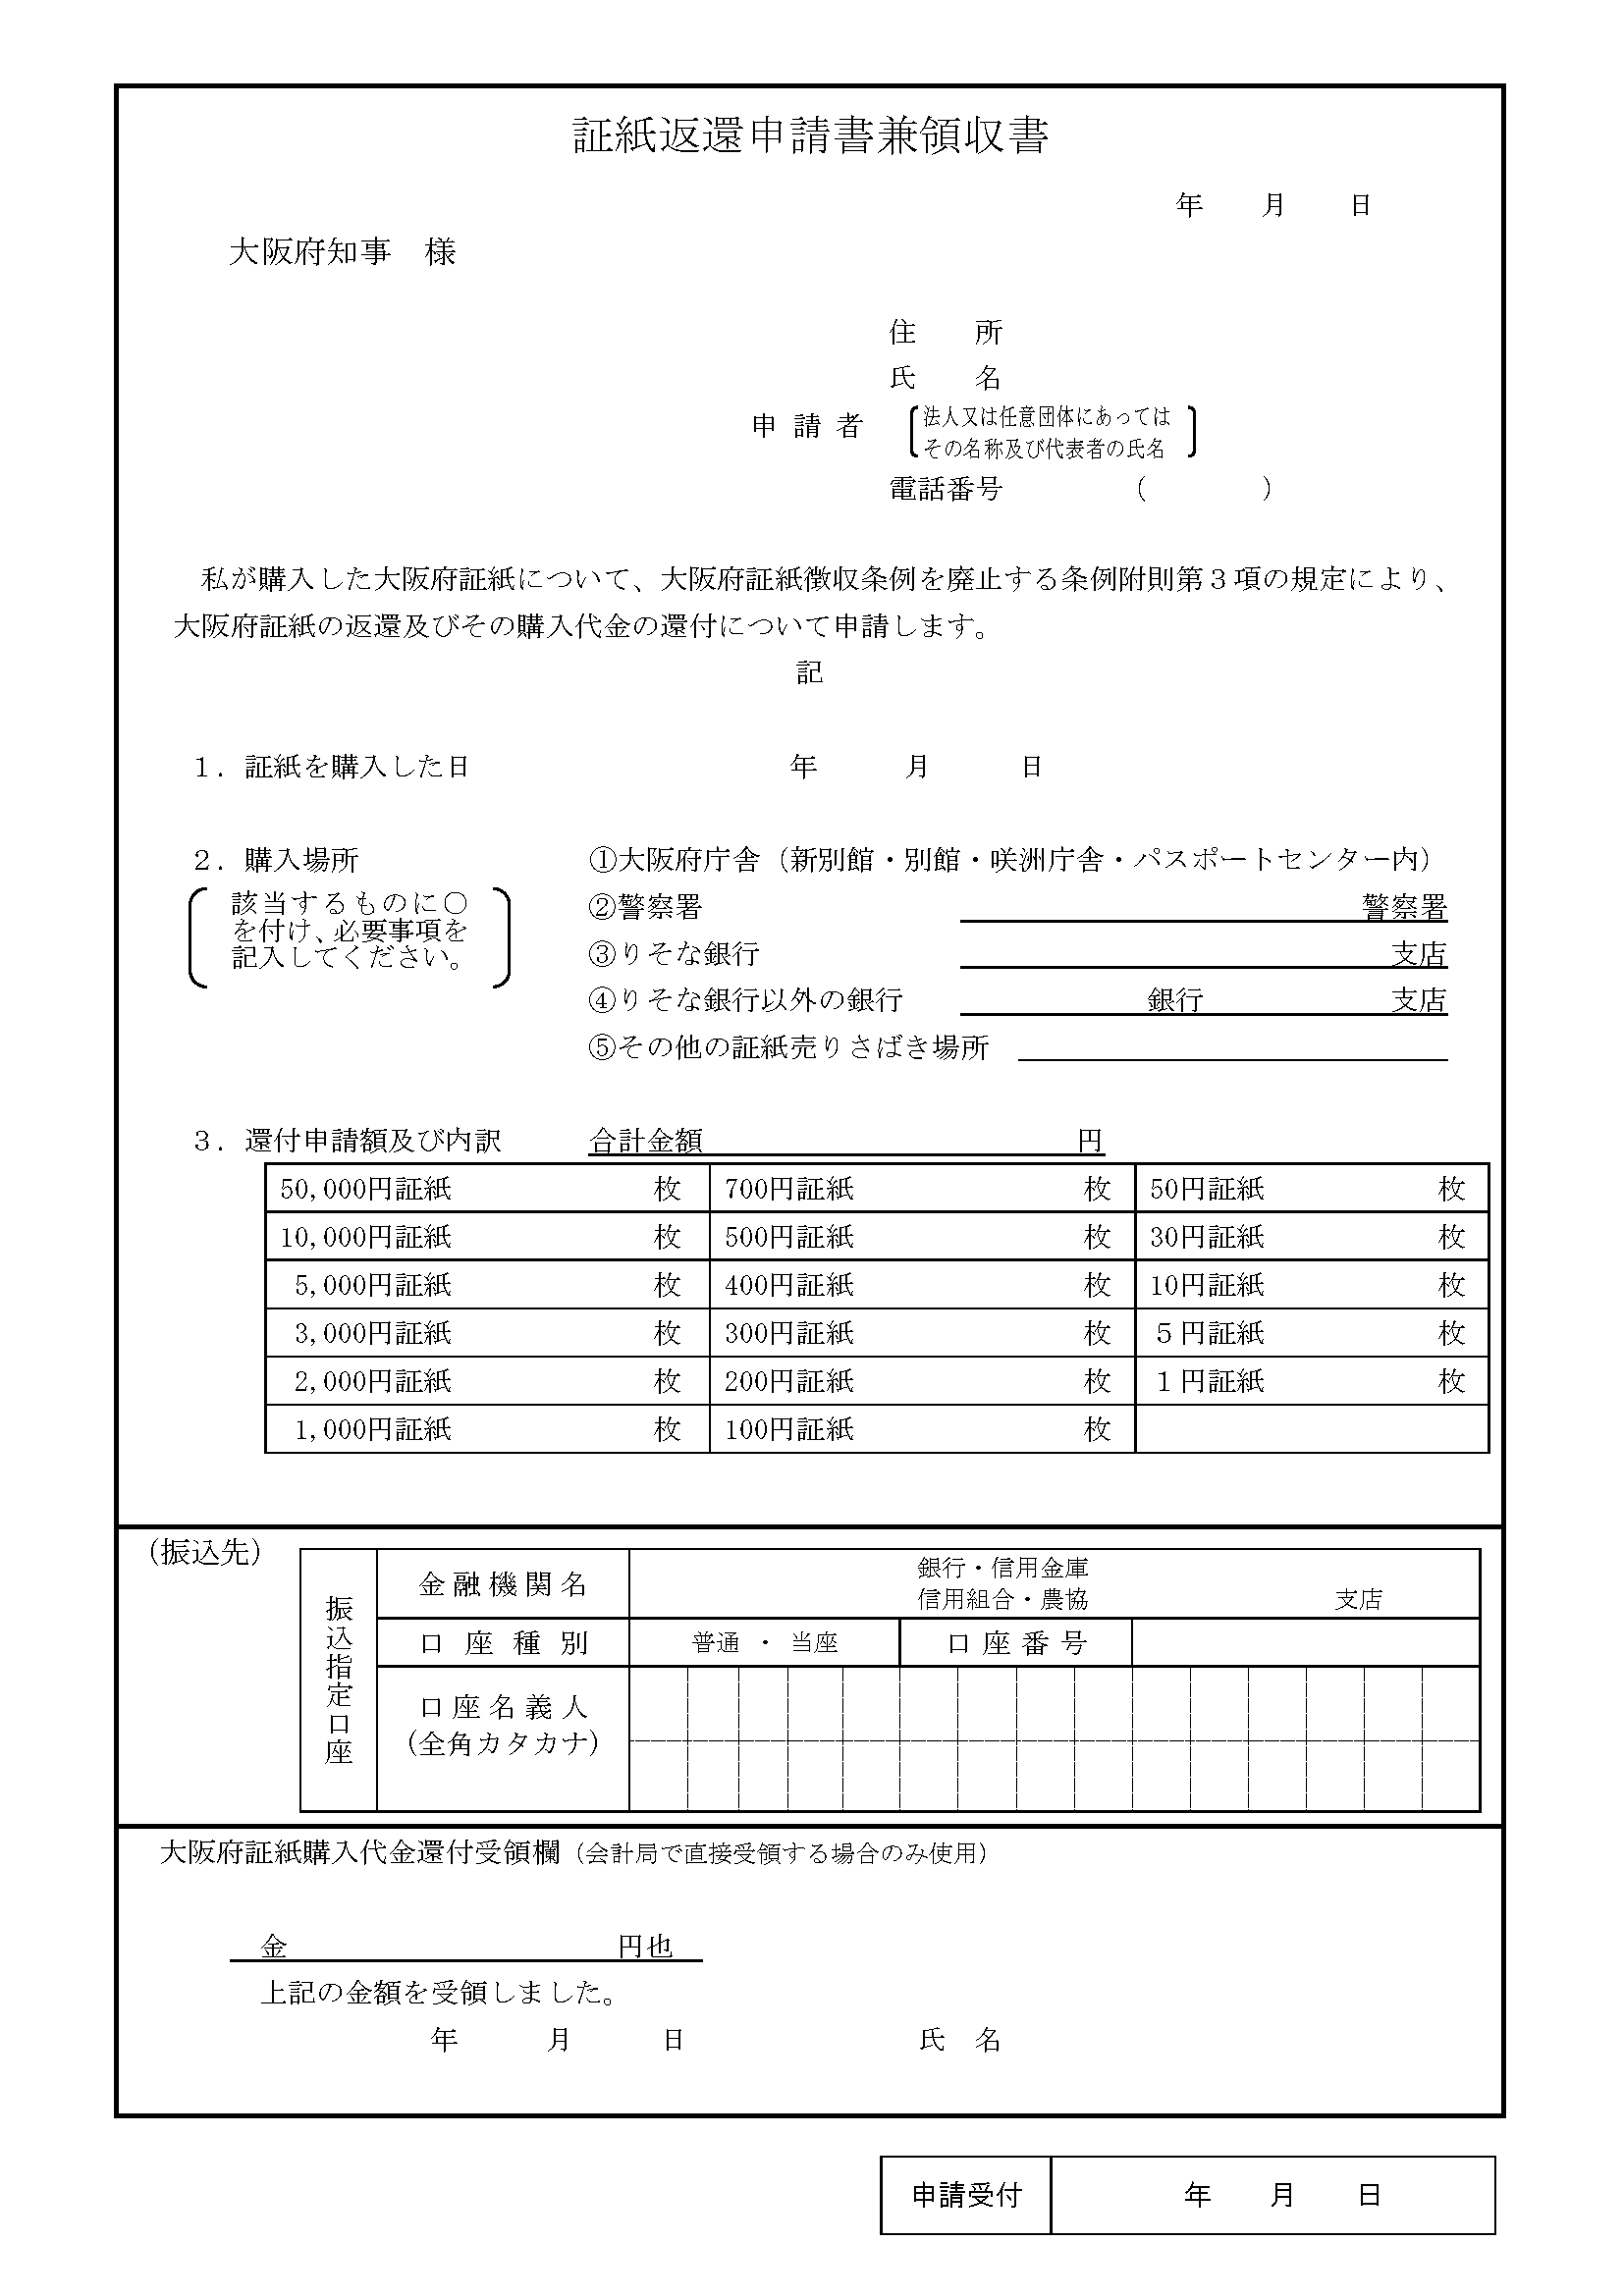 証紙返還申請書兼領収書
年　　月　　日
大阪府知事　様
住　　所
氏　　名
申 請 者
法人又は任意団体にあっては
その名称及び代表者の氏名
電話番号　　　　（　　　　）
私が購入した大阪府証紙について、大阪府証紙徴収条例を廃止する条例附則第３項の規定により、
大阪府証紙の返還及びその購入代金の還付について申請します。
記
１．証紙を購入した日　　　　年　　　月　　　日
２．購入場所　　　　①大阪府庁舎（新別館・別館・咲洲庁舎・パスポートセンター内）
該当するものに○
を付け、必要事項を
記入してください。
②警察署　　　　警察署
③りそな銀行　　　　支店
④りそな銀行以外の銀行　　　　銀行　　　　支店
⑤その他の証紙売りさばき場所
３．還付申請額及び内訳　　　合計金額　　　　円
50,000円証紙　　枚　700円証紙　　枚　50円証紙　　枚
10,000円証紙　　枚　500円証紙　　枚　30円証紙　　枚
5,000円証紙　　枚　400円証紙　　枚　10円証紙　　枚
3,000円証紙　　枚　300円証紙　　枚　５円証紙　　枚
2,000円証紙　　枚　200円証紙　　枚　１円証紙　　枚
1,000円証紙　　枚　100円証紙　　枚
（振込先）
振込指定口座
金融機関名
銀行・信用金庫
信用組合・農協　　　　支店
口 座 種 別　　普通 ・ 当座　　口 座 番 号
口座名義人
（全角カタカナ）
大阪府証紙購入代金還付受領欄（会計局で直接受領する場合のみ使用）
金　　　　円也
上記の金額を受領しました。
年　　　月　　　日　　　　氏　名
申請受付　　　年　　月　　日